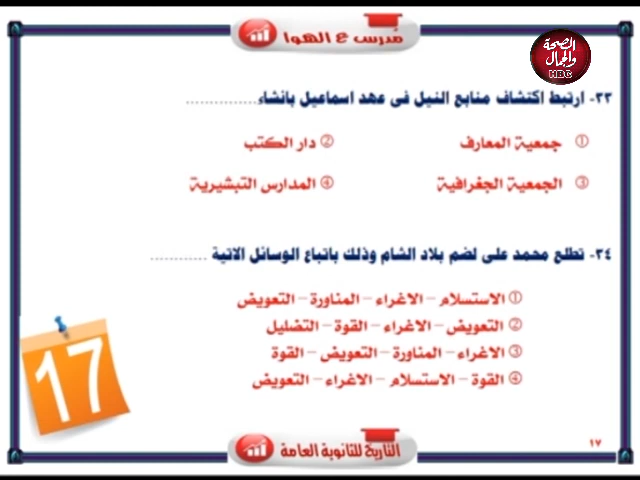 مُدرس ع الهوا
الصحة
والجمال
HBC
٣٣- ارتبط اكتشاف منابع النيل فى عهد اسماعيل بانشاء...............
① جمعية المعارف ② دار الكتب
③ الجمعية الجغرافية ④ المدارس التبشيرية
٣٤- تطلع محمد على لضم بلاد الشام وذلك باتباع الوسائل الاتية ............
① الاستسلام – الاغراء – المناورة – التعويض
② التعويض – الاغراء – القوة – التضليل
③ الاغراء – المناورة – التعويض – القوة
④ القوة – الاستسلام – الاغراء – التعويض
17
التاريخ للثانوية العامة
١٧